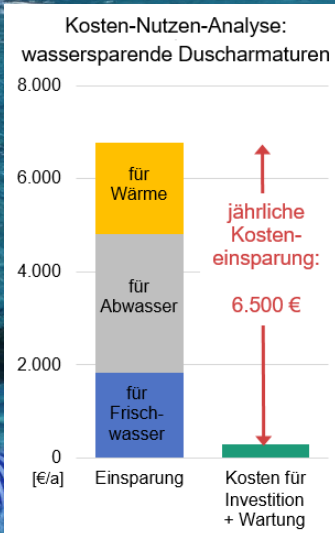 Kosten-Nutzen-Analyse:
wassersparende Duscharmaturen
8.000
6.000
4.000
2.000
0
[€/a]
für
Wärme
für
Abwasser
für
Frisch-
wasser
jährliche
Kosten-
einsparung:
6.500 €
Einsparung
Kosten für
Investition
+ Wartung